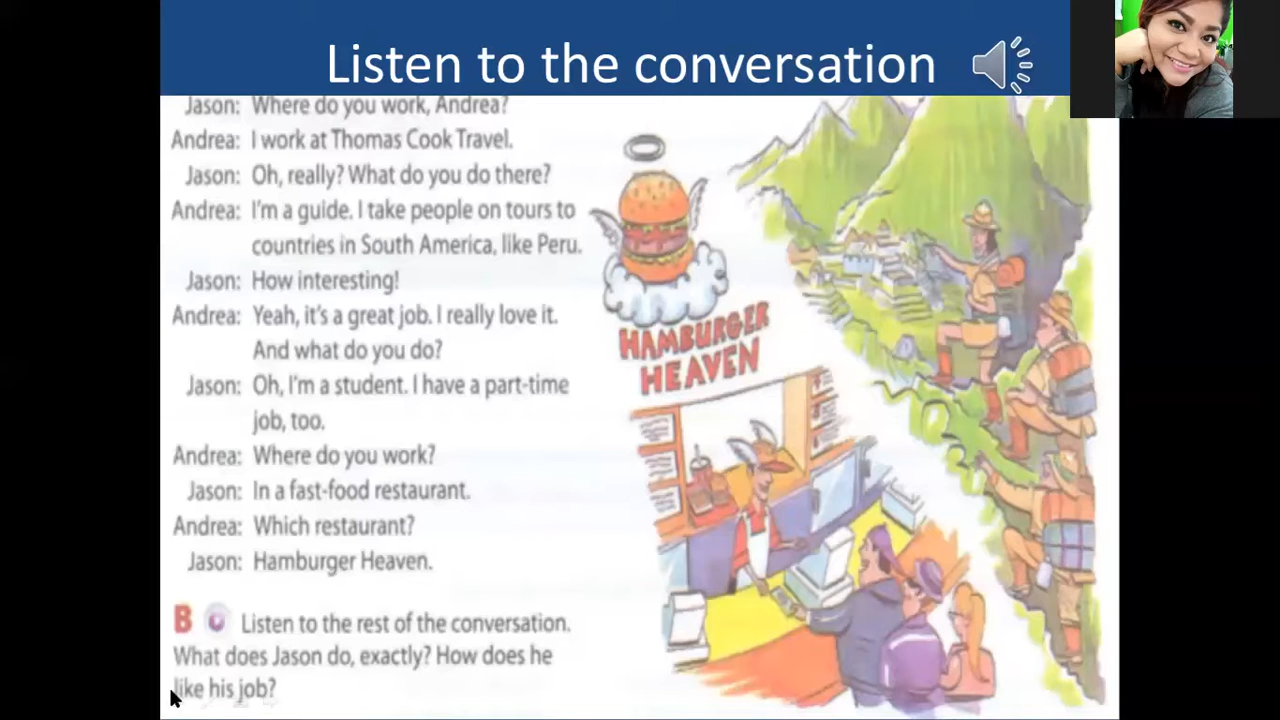 Listen to the conversation
Jason: Where do you work, Andrea?
Andrea: I work at Thomas Cook Travel.
Jason: Oh, really? What do you do there?
Andrea: I'm a guide. I take people on tours to
countries in South America, like Peru.
Jason: How interesting!
Andrea: Yeah, it's a great job. I really love it.
And what do you do?
Jason: Oh, I'm a student. I have a part-time
job, too.
Andrea: Where do you work?
Jason: In a fast-food restaurant.
Andrea: Which restaurant?
Jason: Hamburger Heaven.
B Listen to the rest of the conversation.
What does Jason do, exactly? How does he
like his job?
HAMBURGER
HEAVEN